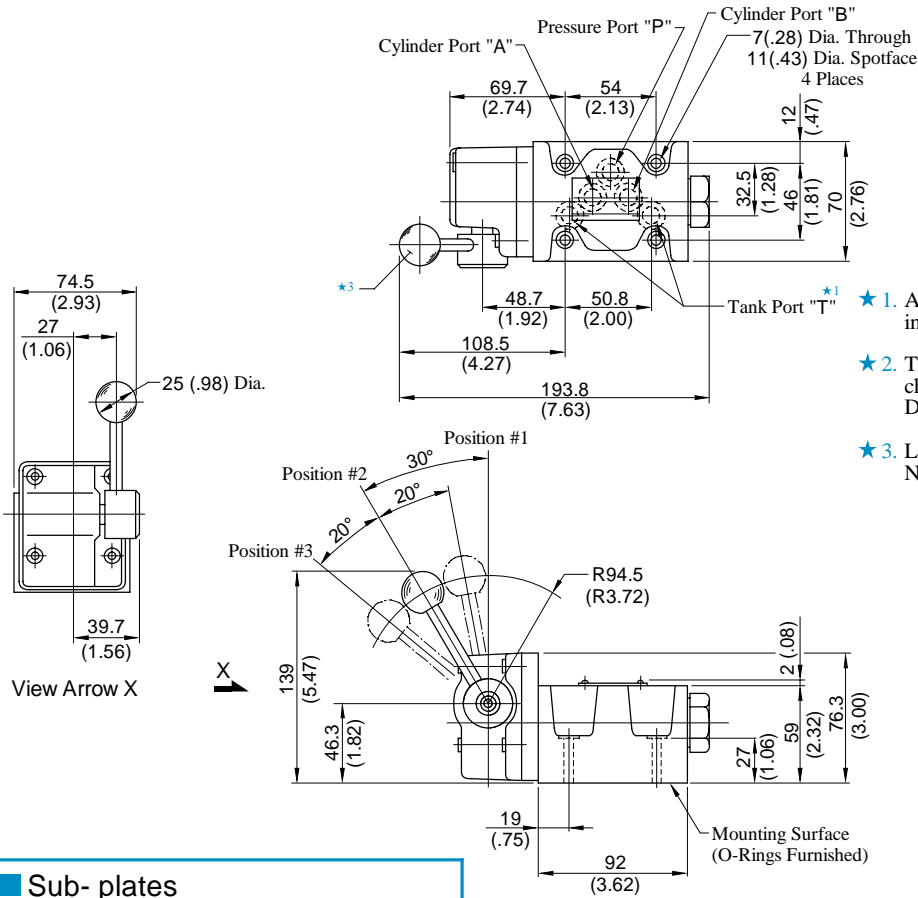 Cylinder Port "B"
Pressure Port "P"
7(.28) Dia. Through
Cylinder Port "A"
11(.43) Dia. Spotface
4 Places
69.7
(2.74)
54
(2.13)
12
(.47)
32.5
(1.28)
46
(1.81)
70
(2.76)
★3
48.7
(1.92)
50.8
(2.00)
Tank Port "T"
★1
108.5
(4.27)
193.8
(7.63)
74.5
(2.93)
27
(1.06)
25 (.98) Dia.
39.7
(1.56)
View Arrow X
X
★ 1. A
in
★ 2. T
ch
D
★ 3. L
N
Position #1
30°
Position #2
20°
20°
Position #3
R94.5
(R3.72)
139
(5.47)
46.3
(1.82)
2 (.08)
27
(1.06)
59
(2.32)
76.3
(3.00)
19
(.75)
92
(3.62)
Mounting Surface
(O-Rings Furnished)
Sub- plates